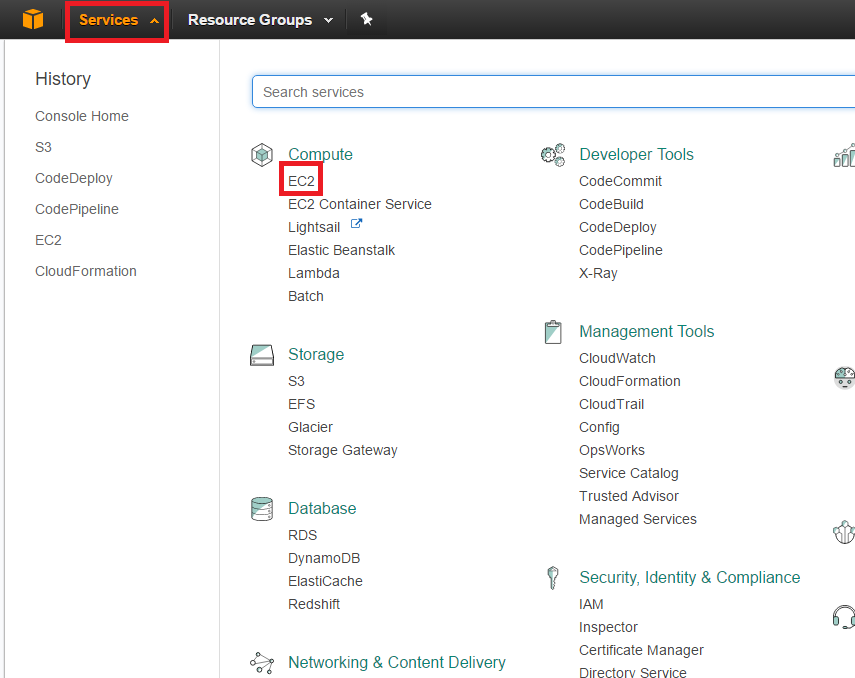 Services
Resource Groups
History
Console Home
S3
CodeDeploy
CodePipeline
EC2
CloudFormation
Search services
Compute
EC2
EC2 Container Service
Lightsail
Elastic Beanstalk
Lambda
Batch
Storage
S3
EFS
Glacier
Storage Gateway
Database
RDS
DynamoDB
ElastiCache
Redshift
Networking & Content Delivery
Developer Tools
CodeCommit
CodeBuild
CodeDeploy
CodePipeline
X-Ray
Management Tools
CloudWatch
CloudFormation
CloudTrail
Config
OpsWorks
Service Catalog
Trusted Advisor
Managed Services
Security, Identity & Compliance
IAM
Inspector
Certificate Manager
Directory Service